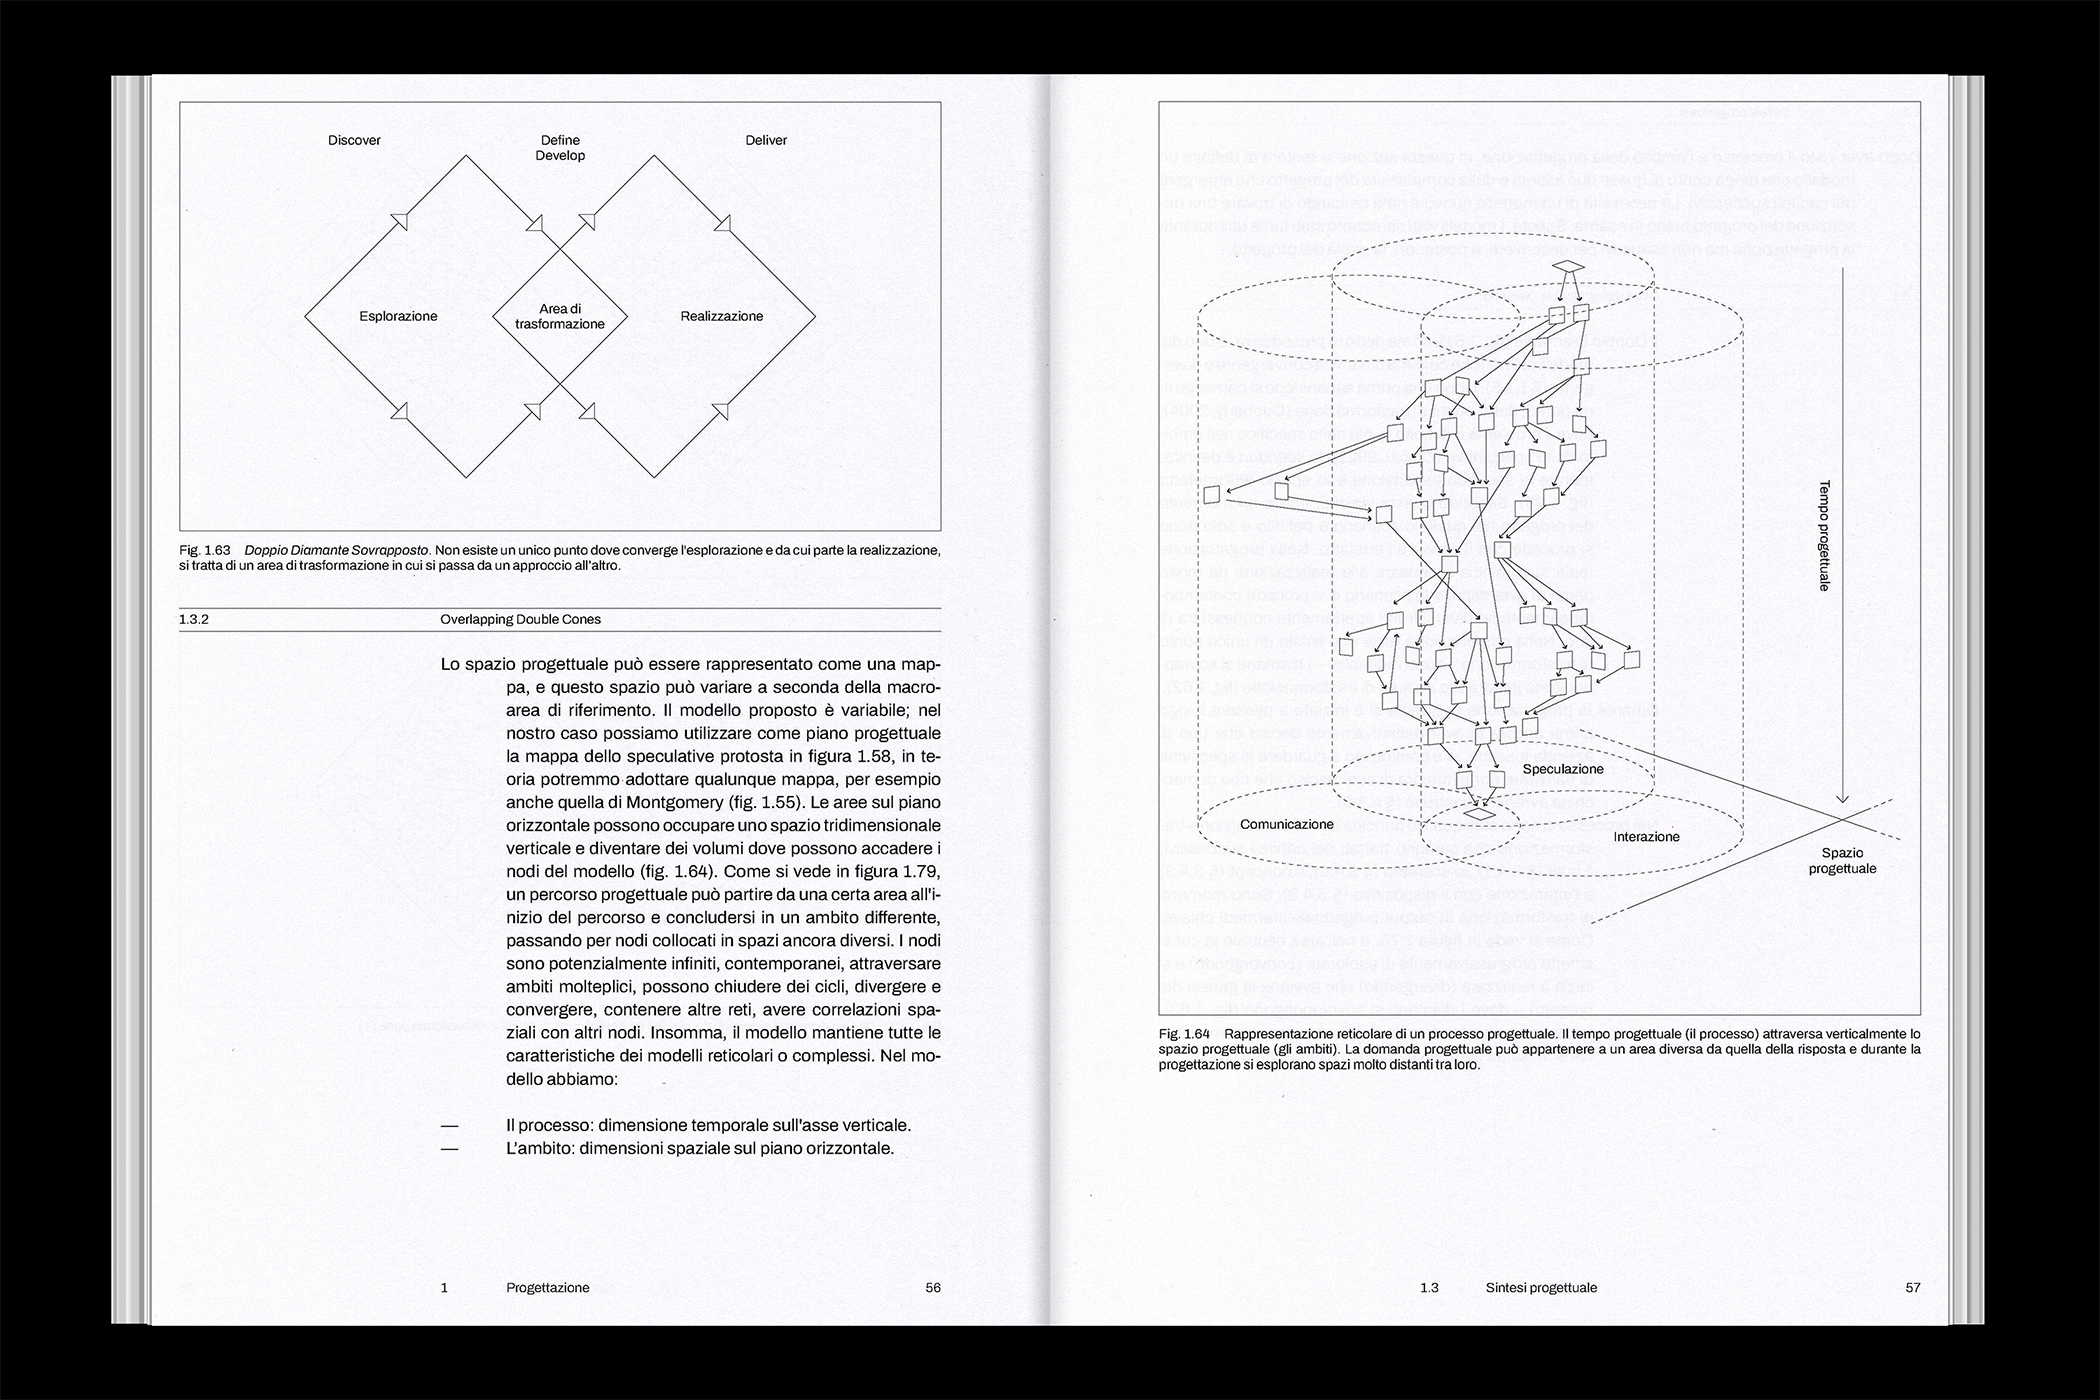 Discover
Define
Develop
Deliver
Esplorazione
Area di
trasformazione
Realizzazione
Fig. 1.63 Doppio Diamante Sovrapposto. Non esiste un unico punto dove converge l'esplorazione e da cui parte la realizzazione,
si tratta di un area di trasformazione in cui si passa da un approccio all'altro.
1.3.2 Overlapping Double Cones
Lo spazio progettuale può essere rappresentato come una map-
pa, e questo spazio può variare a seconda della macro-
area di riferimento. Il modello proposto è variabile; nel
nostro caso possiamo utilizzare come piano progettuale
la mappa dello speculative protosta in figura 1.58, in te-
oria potremmo adottare qualunque mappa, per esempio
anche quella di Montgomery (fig. 1.55). Le aree sul piano
orizzontale possono occupare uno spazio tridimensionale
verticale e diventare dei volumi dove possono accadere i
nodi del modello (fig. 1.64). Come si vede in figura 1.79,
un percorso progettuale può partire da una certa area all'i-
nizio del percorso e concludersi in un ambito differente,
passando per nodi collocati in spazi ancora diversi. I nodi
sono potenzialmente infiniti, contemporanei, attraversare
ambiti molteplici, possono chiudere dei cicli, divergere e
convergere, contenere altre reti, avere correlazioni spa-
ziali con altri nodi. Insomma, il modello mantiene tutte le
caratteristiche dei modelli reticolari o complessi. Nel mo-
dello abbiamo:
— Il processo: dimensione temporale sull'asse verticale.
— L'ambito: dimensioni spaziale sul piano orizzontale.
1 Progettazione 56
Tempo progettuale
Speculazione
Comunicazione
Interazione
Spazio
progettuale
Fig. 1.64 Rappresentazione reticolare di un processo progettuale. Il tempo progettuale (il processo) attraversa verticalmente lo
spazio progettuale (gli ambiti). La domanda progettuale può appartenere a un area diversa da quella della risposta e durante la
progettazione si esplorano spazi molto distanti tra loro.
1.3 Sintesi progettuale 57